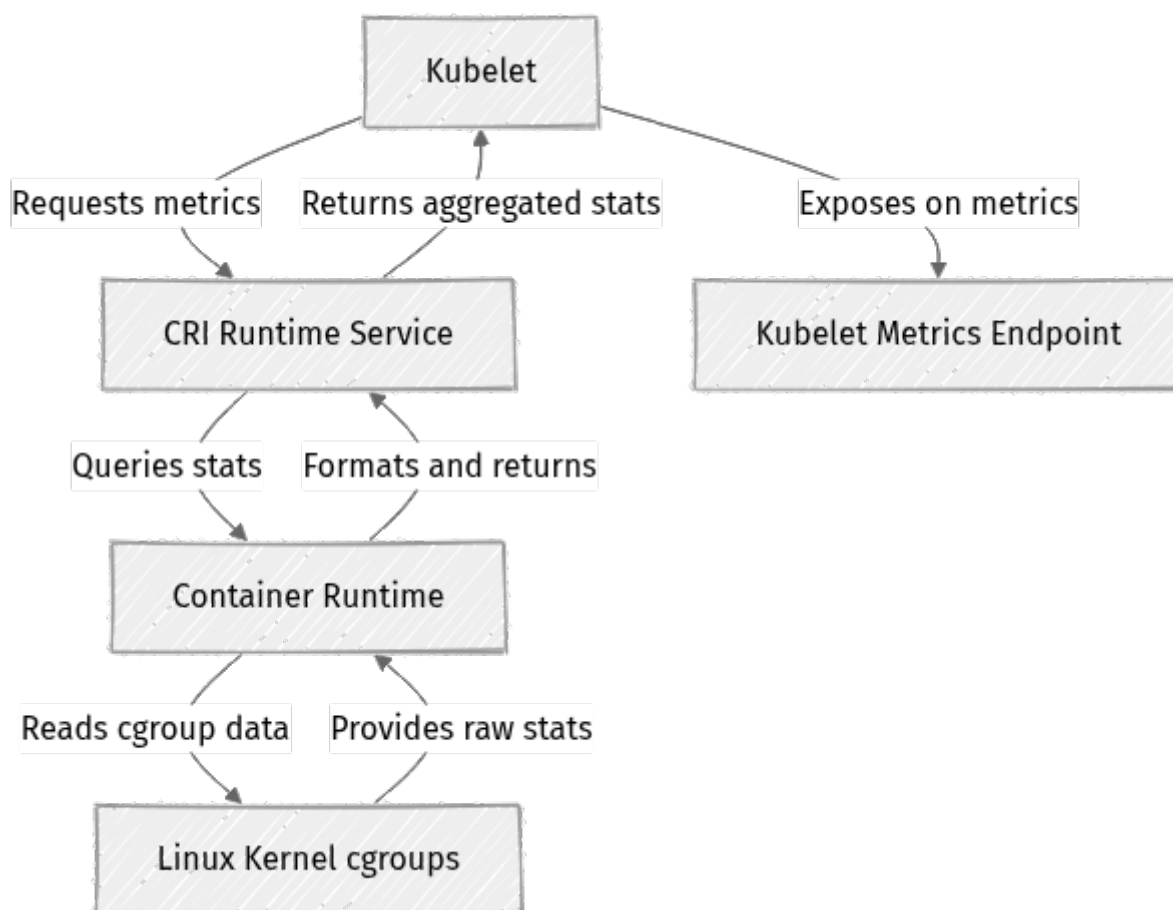 Kubelet
Requests metrics
Returns aggregated stats
Exposes on metrics
CRI Runtime Service
Kubelet Metrics Endpoint
Queries stats
Formats and returns
Container Runtime
Reads cgroup data
Provides raw stats
Linux Kernel cgroups